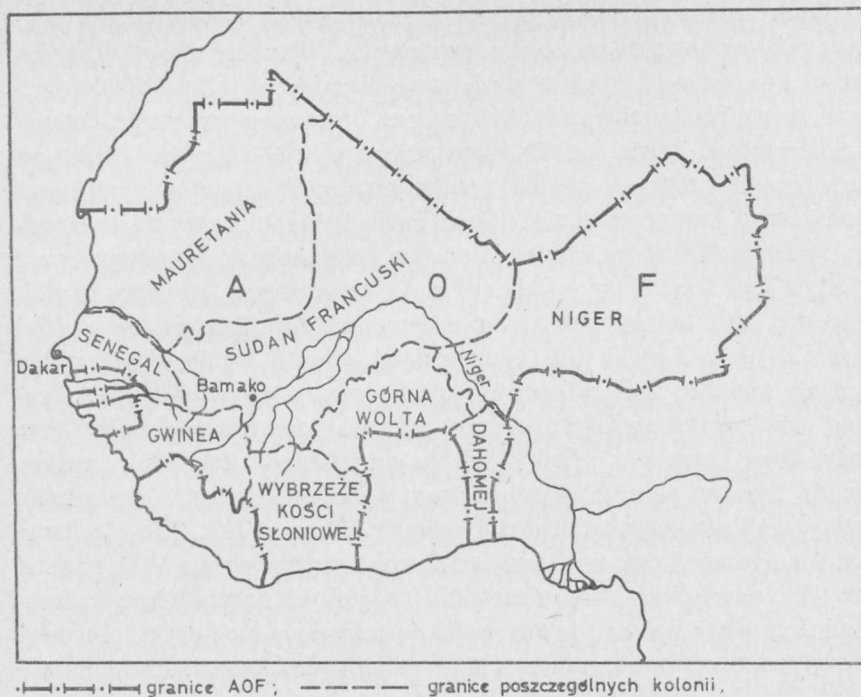 MAURETANIA
A
O
F
SUDAN FRANCUSKI
NIGER
SENEGAL
Dakar
Bamako
Niger
GÓRNA
WOLTA
GWINEA
DAHOMEJ
WYBRZEŻE
KOŚCI
SŁONIOWEJ
granice AOF; granice poszczególnych kolonii,